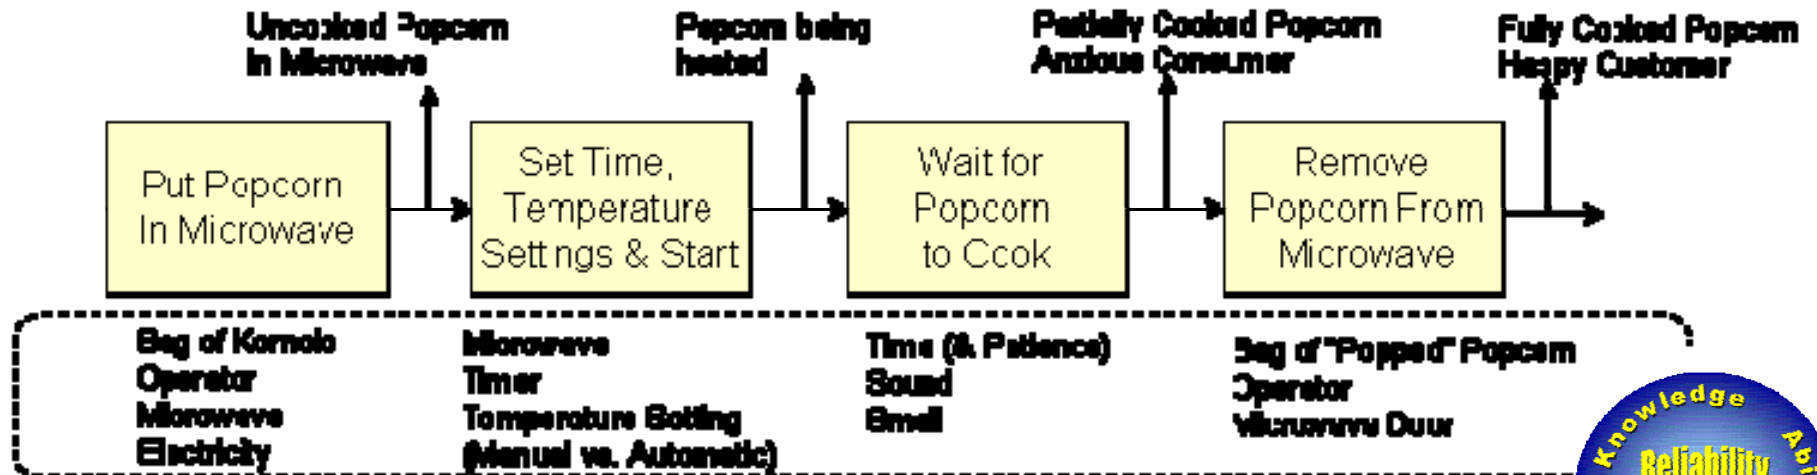 Uncooked Popcorn
In Microwave
Popcorn being
heated
Partially Cooked Popcorn
Anxious Consumer
Fully Cooked Popcorn
Happy Customer
Put Popcorn
In Microwave
Set Time,
Temperature
Settings & Start
Wait for
Popcorn
to Cook
Remove
Popcorn From
Microwave
Bag of Kernels
Operator
Microwave
Electricity
Microwave
Timer
Temperature Setting
(Manual vs. Automatic)
Time (& Patience)
Sound
Smell
Bag of "Popped" Popcorn
Operator
Microwave Door
Knowledge
Reliability